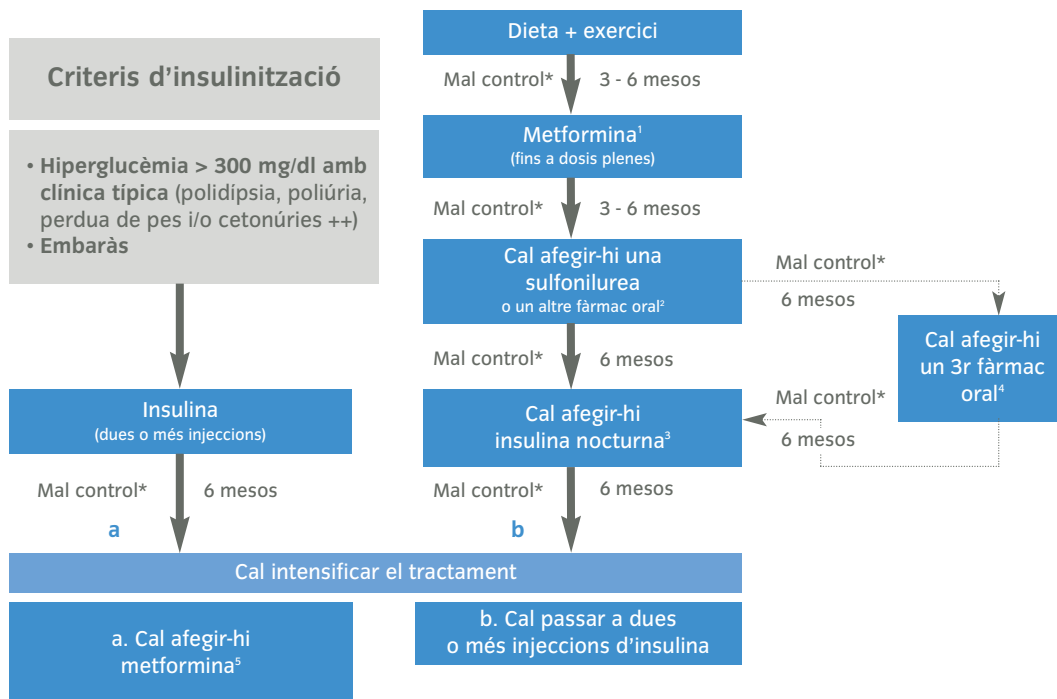 Criteris d'insulinització
• Hiperglucèmia > 300 mg/dl amb
clínica típica (polidípsia, poliúria,
perdua de pes i/o cetonúries ++)
• Embaràs
Insulina
(dues o més injeccions)
Mal control* 6 mesos
a
Dieta + exercici
Mal control* 3 - 6 mesos
Metformina¹
(fins a dosis plenes)
Mal control* 3 - 6 mesos
Cal afegir-hi una
sulfonilurea
o un altre fàrmac oral²
Mal control*
6 mesos
Cal afegir-hi
un 3r fàrmac
oral⁴
Mal control*
6 mesos
Mal control* 6 mesos
Cal afegir-hi
insulina nocturna³
Mal control* 6 mesos
b
Cal intensificar el tractament
a. Cal afegir-hi
metformina⁵
b. Cal passar a dues
o més injeccions d'insulina